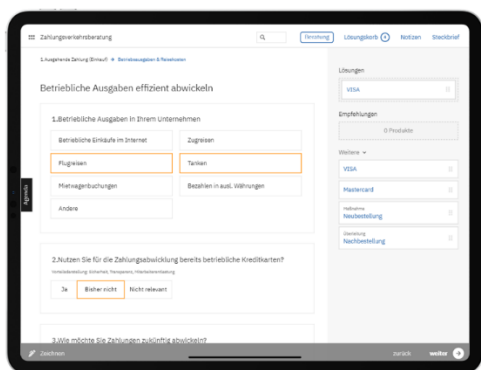 Zahlungsverkehrsberatung
Beratung
Lösungskorb
Notizen
Steckbrief
1.Ausgehende Zahlung (Einkauf)
Betriebsausgaben & Reisekosten
Betriebliche Ausgaben effizient abwickeln
1.Betriebliche Ausgaben in Ihrem Unternehmen
Betriebliche Einkäufe im Internet
Zugreisen
Flugreisen
Tanken
Mietwagenbuchungen
Bezahlen in ausl. Währungen
Andere
2.Nutzen Sie für die Zahlungsabwicklung bereits betriebliche Kreditkarten?
Ja
Bisher nicht
Nicht relevant
3.Wie möchte Sie Zahlungen zukünftig abwickeln?
Lösungen
VISA
Empfehlungen
0 Produkte
Weitere
VISA
Mastercard
Maßnahme
Neubestellung
Nachbestellung
Agenda
Zeichnen
zurück
weiter